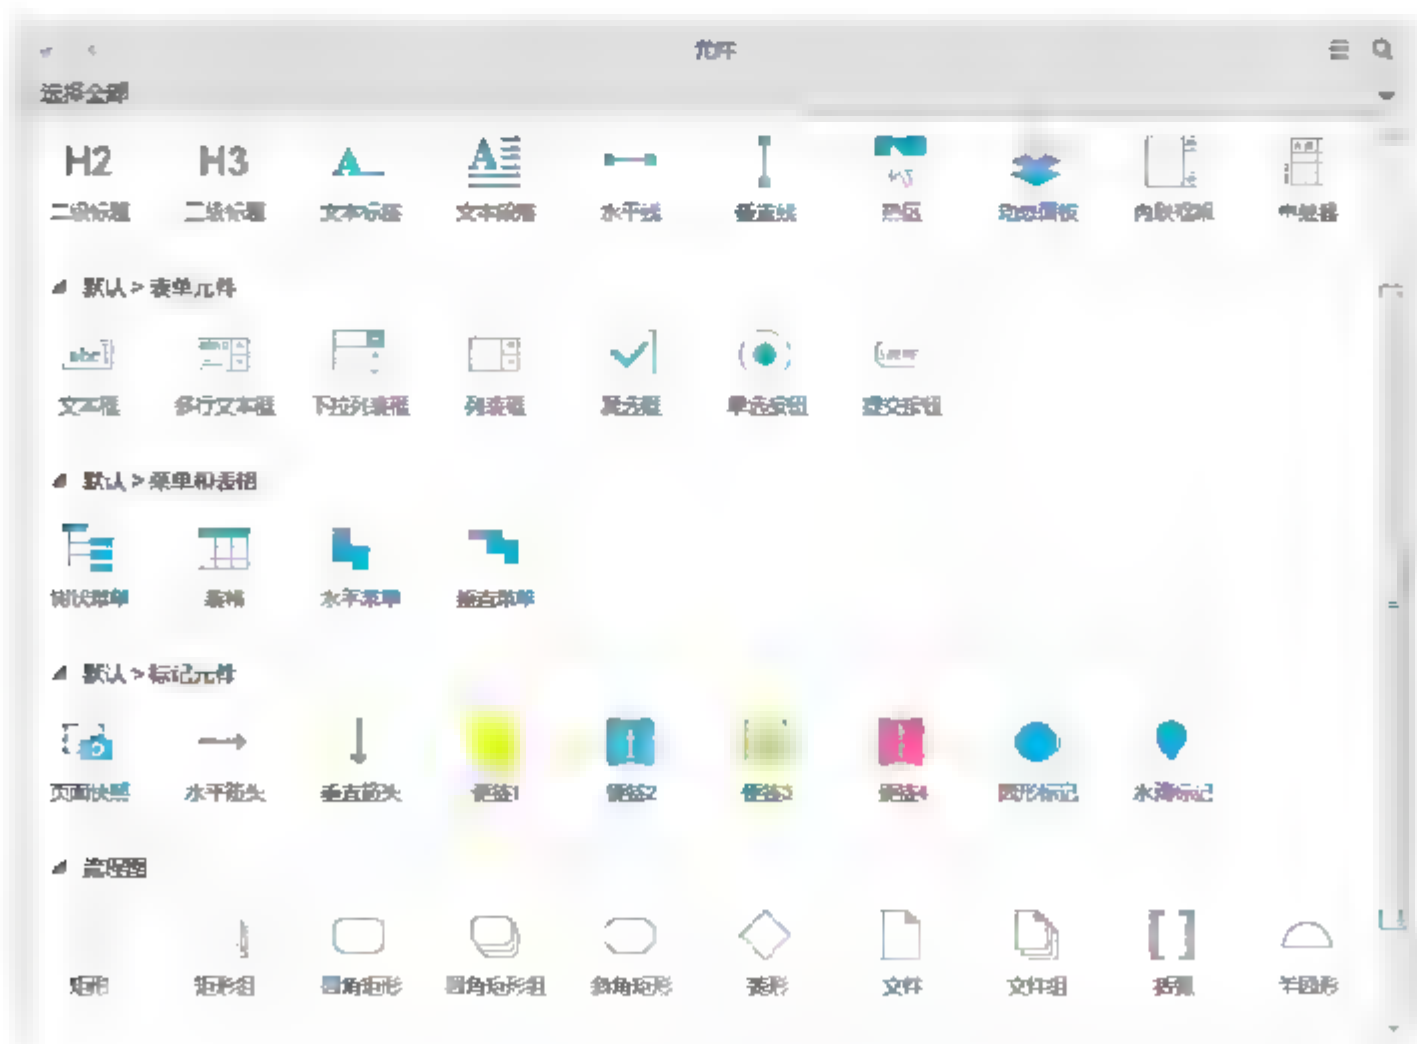 元件
选择全部
H2 H3
二级标题 三级标题 文本标签 文本段落 水平线 垂直线 热区 动态面板 内联框架 中继器
默认 > 表单元件
文本框 多行文本框 下拉列表框 列表框 复选框 单选按钮 提交按钮
默认 > 菜单和表格
树状菜单 表格 水平菜单 垂直菜单
默认 > 标记元件
页面快照 水平箭头 垂直箭头 便签1 便签2 便签3 便签4 圆形标记 水滴标记
流程图
矩形 矩形组 圆角矩形 圆角矩形组 斜角矩形 菱形 文件 文件组 括弧 半圆形